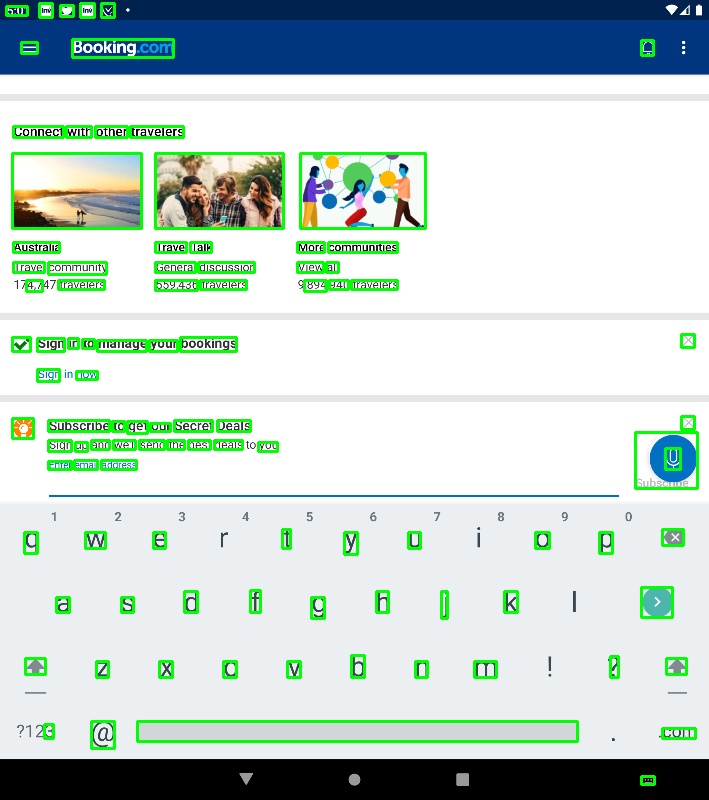 5:01
Booking.com
Connect with other travelers
Australia
Travel community
174,747 travelers
Travel Talk
General discussion
559,436 travelers
More communities
View all
9,894,940 travelers
Sign in to manage your bookings
Sign in now
Subscribe to get our Secret Deals
Sign up and we'll send the best deals to you
Enter email address
Subscribe
1 2 3 4 5 6 7 8 9 0
q w e r t y u i o p
a s d f g h j k l
z x c v b n m ! ?
?123 @ . .com